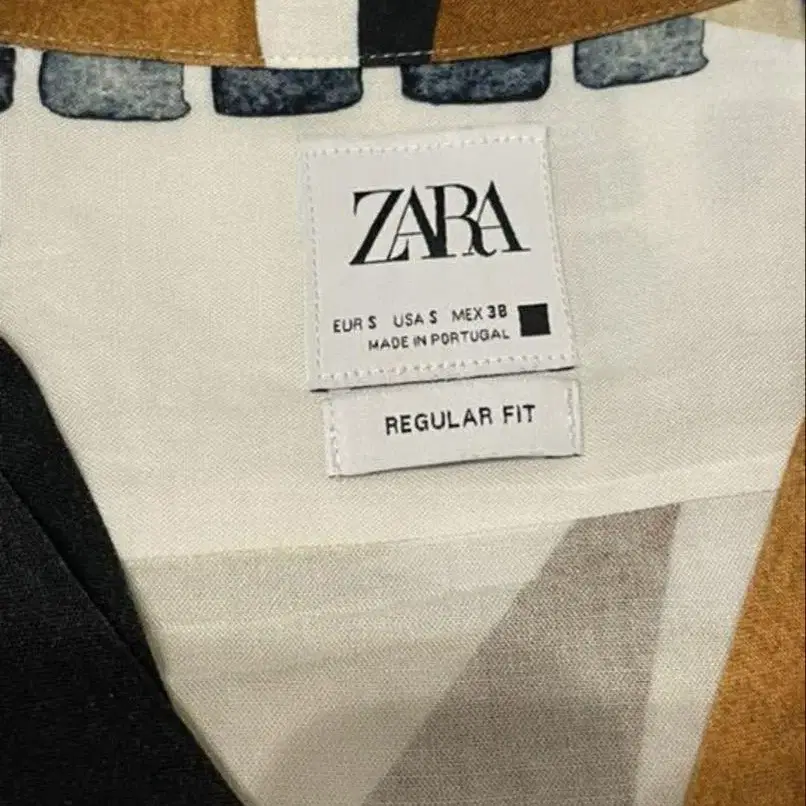 ZARA
EUR S USA S MEX 38
MADE IN PORTUGAL
REGULAR FIT